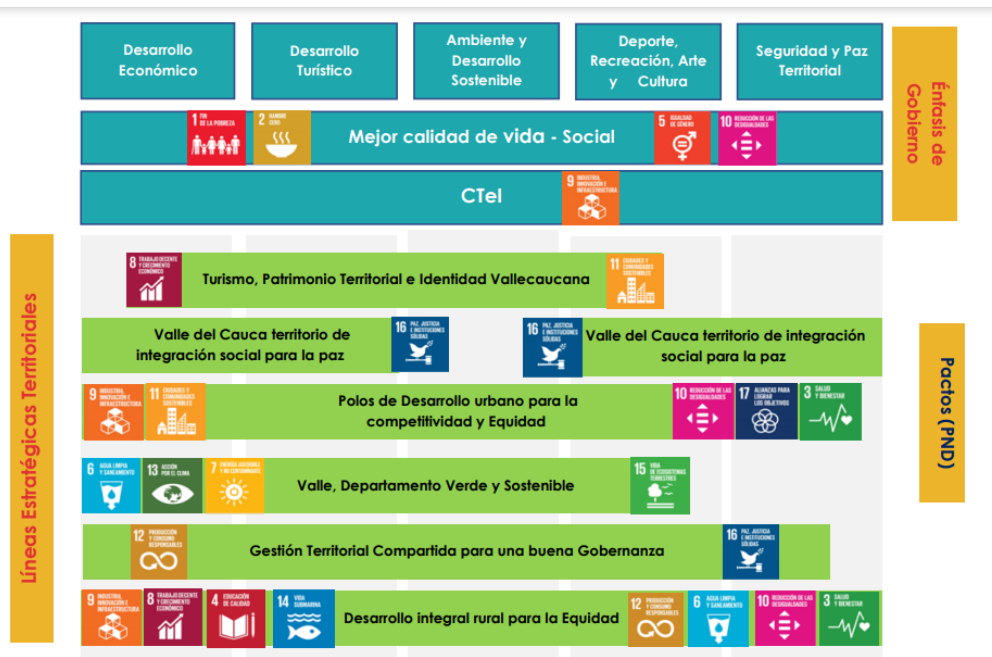 Desarrollo
Económico
Desarrollo
Turístico
Ambiente y
Desarrollo
Sostenible
Deporte,
Recreación, Arte
y Cultura
Seguridad y Paz
Territorial
Énfasis de
Gobierno
1 FIN
DE LA POBREZA
2 HAMBRE
CERO
Mejor calidad de vida - Social
5 IGUALDAD
DE GÉNERO
10 REDUCCIÓN DE LAS
DESIGUALDADES
CTeI
9 INDUSTRIA,
INNOVACIÓN E
INFRAESTRUCTURA
Líneas Estratégicas Territoriales
8 TRABAJO DECENTE
Y CRECIMIENTO
ECONÓMICO
Turismo, Patrimonio Territorial e Identidad Vallecaucana
11 CIUDADES Y
COMUNIDADES
SOSTENIBLES
Valle del Cauca territorio de
integración social para la paz
16 PAZ, JUSTICIA
E INSTITUCIONES
SÓLIDAS
16 PAZ, JUSTICIA
E INSTITUCIONES
SÓLIDAS
Valle del Cauca territorio de integración
social para la paz
Pactos (PND)
9 INDUSTRIA,
INNOVACIÓN E
INFRAESTRUCTURA
11 CIUDADES Y
COMUNIDADES
SOSTENIBLES
Polos de Desarrollo urbano para la
competitividad y Equidad
10 REDUCCIÓN DE LAS
DESIGUALDADES
17 ALIANZAS PARA
LOGRAR
LOS OBJETIVOS
3 SALUD
Y BIENESTAR
6 AGUA LIMPIA
Y SANEAMIENTO
13 ACCIÓN
POR EL CLIMA
7 ENERGÍA ASEQUIBLE
Y NO CONTAMINANTE
Valle, Departamento Verde y Sostenible
15 VIDA
DE ECOSISTEMAS
TERRESTRES
12 PRODUCCIÓN
Y CONSUMO
RESPONSABLES
Gestión Territorial Compartida para una buena Gobernanza
16 PAZ, JUSTICIA
E INSTITUCIONES
SÓLIDAS
9 INDUSTRIA,
INNOVACIÓN E
INFRAESTRUCTURA
8 TRABAJO DECENTE
Y CRECIMIENTO
ECONÓMICO
4 EDUCACIÓN
DE CALIDAD
14 VIDA
SUBMARINA
Desarrollo integral rural para la Equidad
12 PRODUCCIÓN
Y CONSUMO
RESPONSABLES
6 AGUA LIMPIA
Y SANEAMIENTO
10 REDUCCIÓN DE LAS
DESIGUALDADES
3 SALUD
Y BIENESTAR